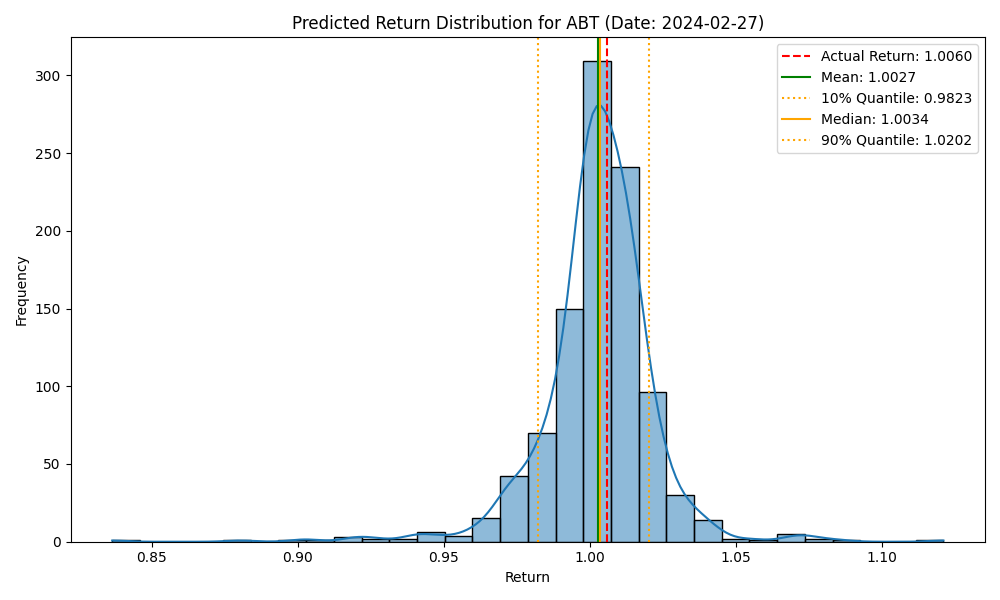 Predicted Return Distribution for ABT (Date: 2024-02-27)
Actual Return: 1.0060
Mean: 1.0027
10% Quantile: 0.9823
Median: 1.0034
90% Quantile: 1.0202
Frequency
300
250
200
150
100
50
0
0.85 0.90 0.95 1.00 1.05 1.10
Return